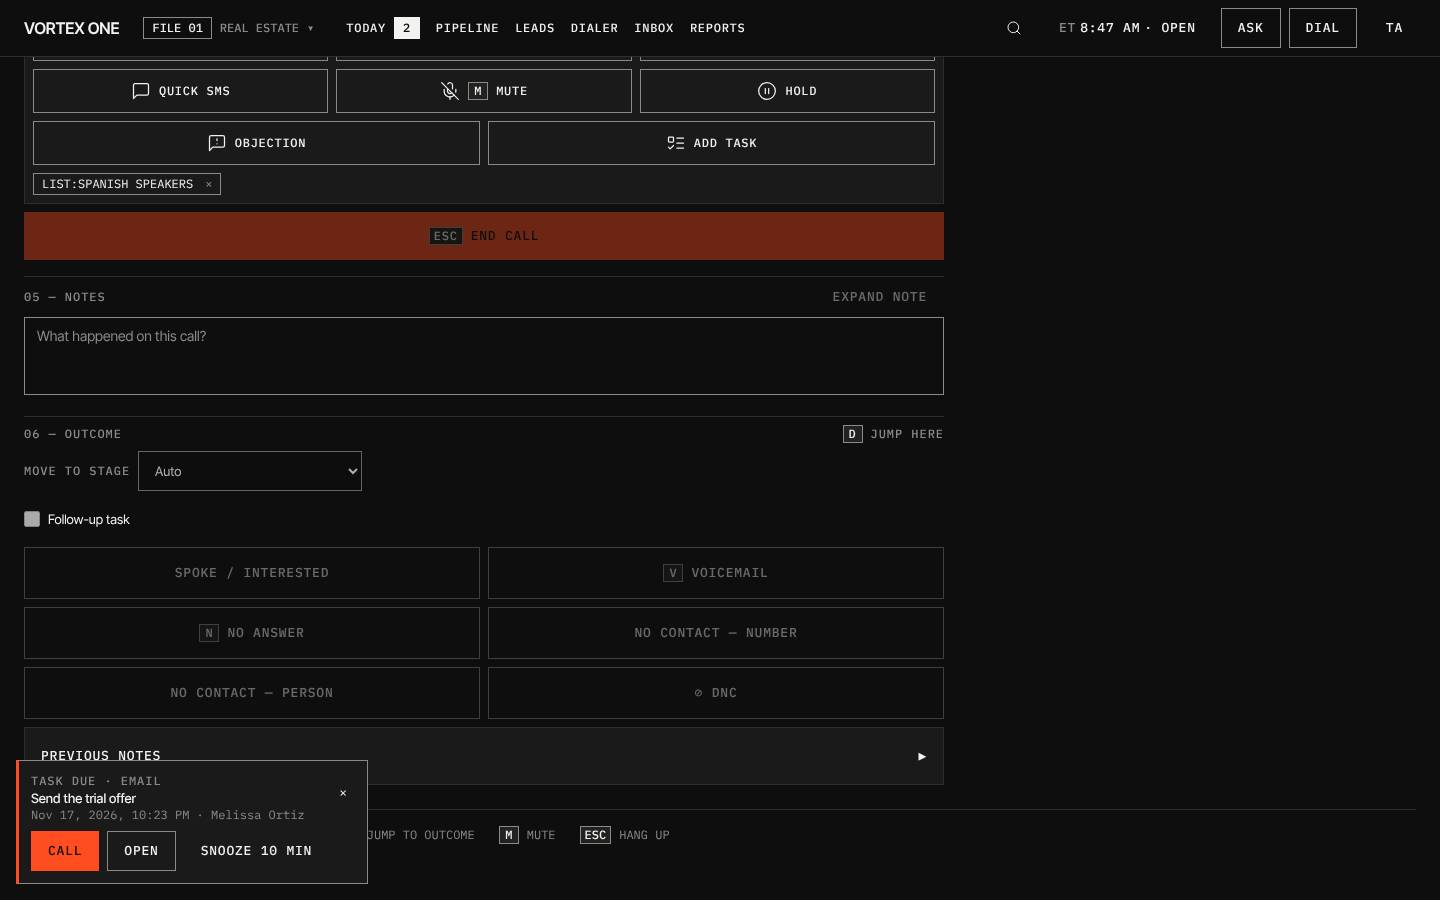 VORTEX ONE FILE 01 REAL ESTATE ▾ TODAY 2 PIPELINE LEADS DIALER INBOX REPORTS ET 8:47 AM · OPEN ASK DIAL TA
QUICK SMS M MUTE HOLD
OBJECTION ADD TASK
LIST:SPANISH SPEAKERS ×
ESC END CALL
05 — NOTES EXPAND NOTE
What happened on this call?
06 — OUTCOME D JUMP HERE
MOVE TO STAGE Auto
Follow-up task
SPOKE / INTERESTED V VOICEMAIL
N NO ANSWER NO CONTACT — NUMBER
NO CONTACT — PERSON ⊘ DNC
PREVIOUS NOTES ▶
TASK DUE · EMAIL ×
Send the trial offer
Nov 17, 2026, 10:23 PM · Melissa Ortiz
CALL OPEN SNOOZE 10 MIN
JUMP TO OUTCOME M MUTE ESC HANG UP